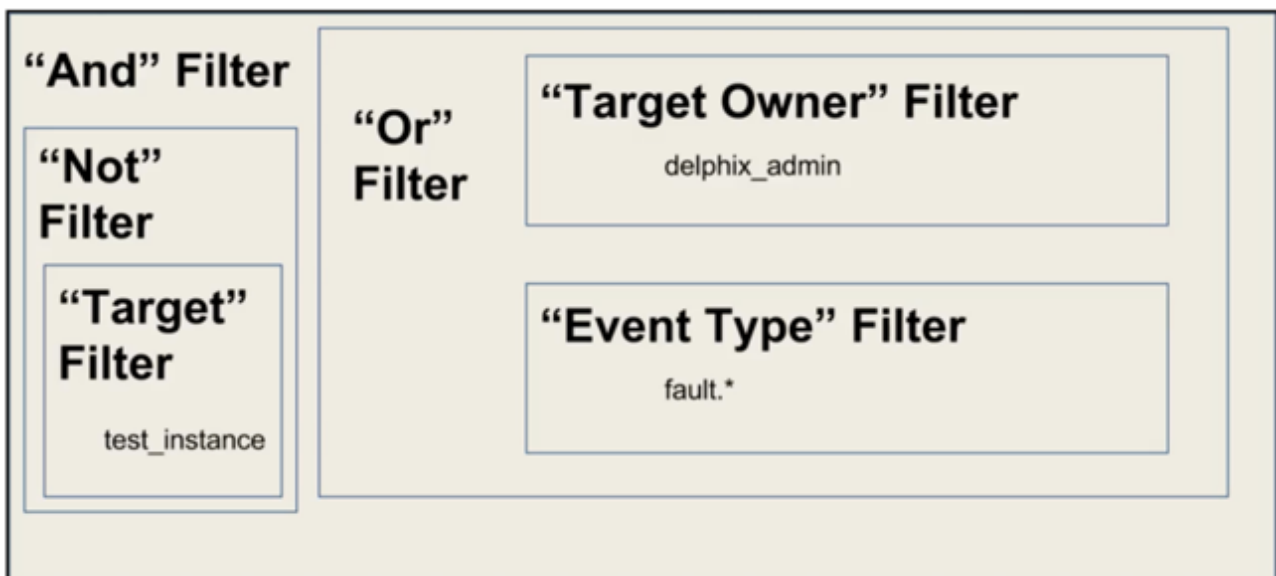 “And” Filter
“Not”
Filter
“Target”
Filter
test_instance
“Or”
Filter
“Target Owner” Filter
delphix_admin
“Event Type” Filter
fault.*